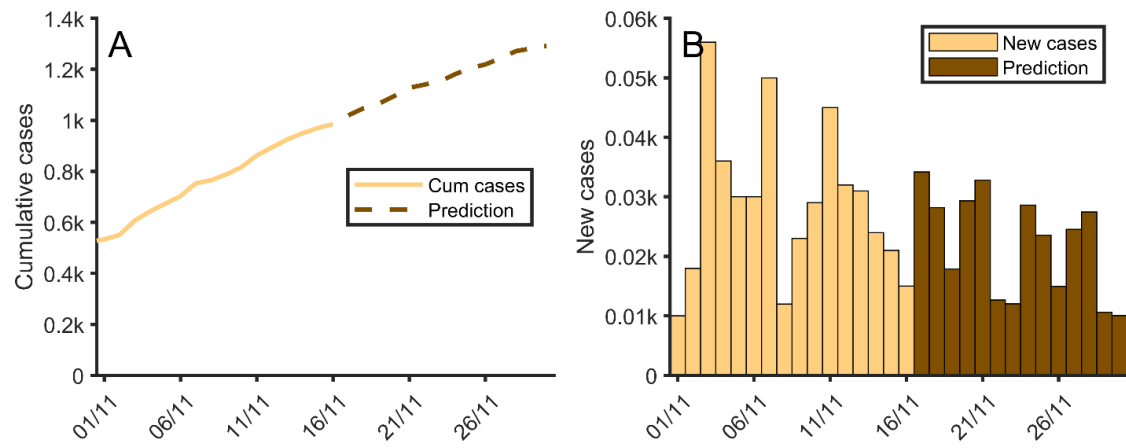 A
Cumulative cases
1.4k
1.2k
1k
0.8k
0.6k
0.4k
0.2k
0
Cum cases
Prediction
01/11
06/11
11/11
16/11
21/11
26/11
B
New cases
0.06k
0.05k
0.04k
0.03k
0.02k
0.01k
0
New cases
Prediction
01/11
06/11
11/11
16/11
21/11
26/11